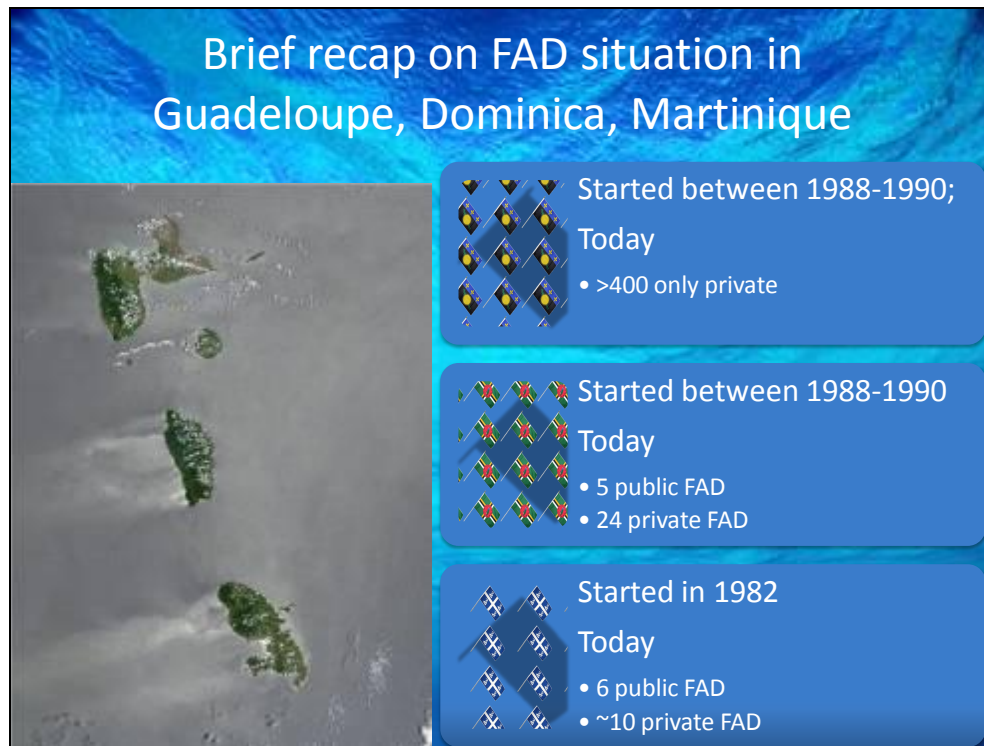 Brief recap on FAD situation in
Guadeloupe, Dominica, Martinique
Started between 1988-1990;
Today
• >400 only private
Started between 1988-1990
Today
• 5 public FAD
• 24 private FAD
Started in 1982
Today
• 6 public FAD
• ~10 private FAD